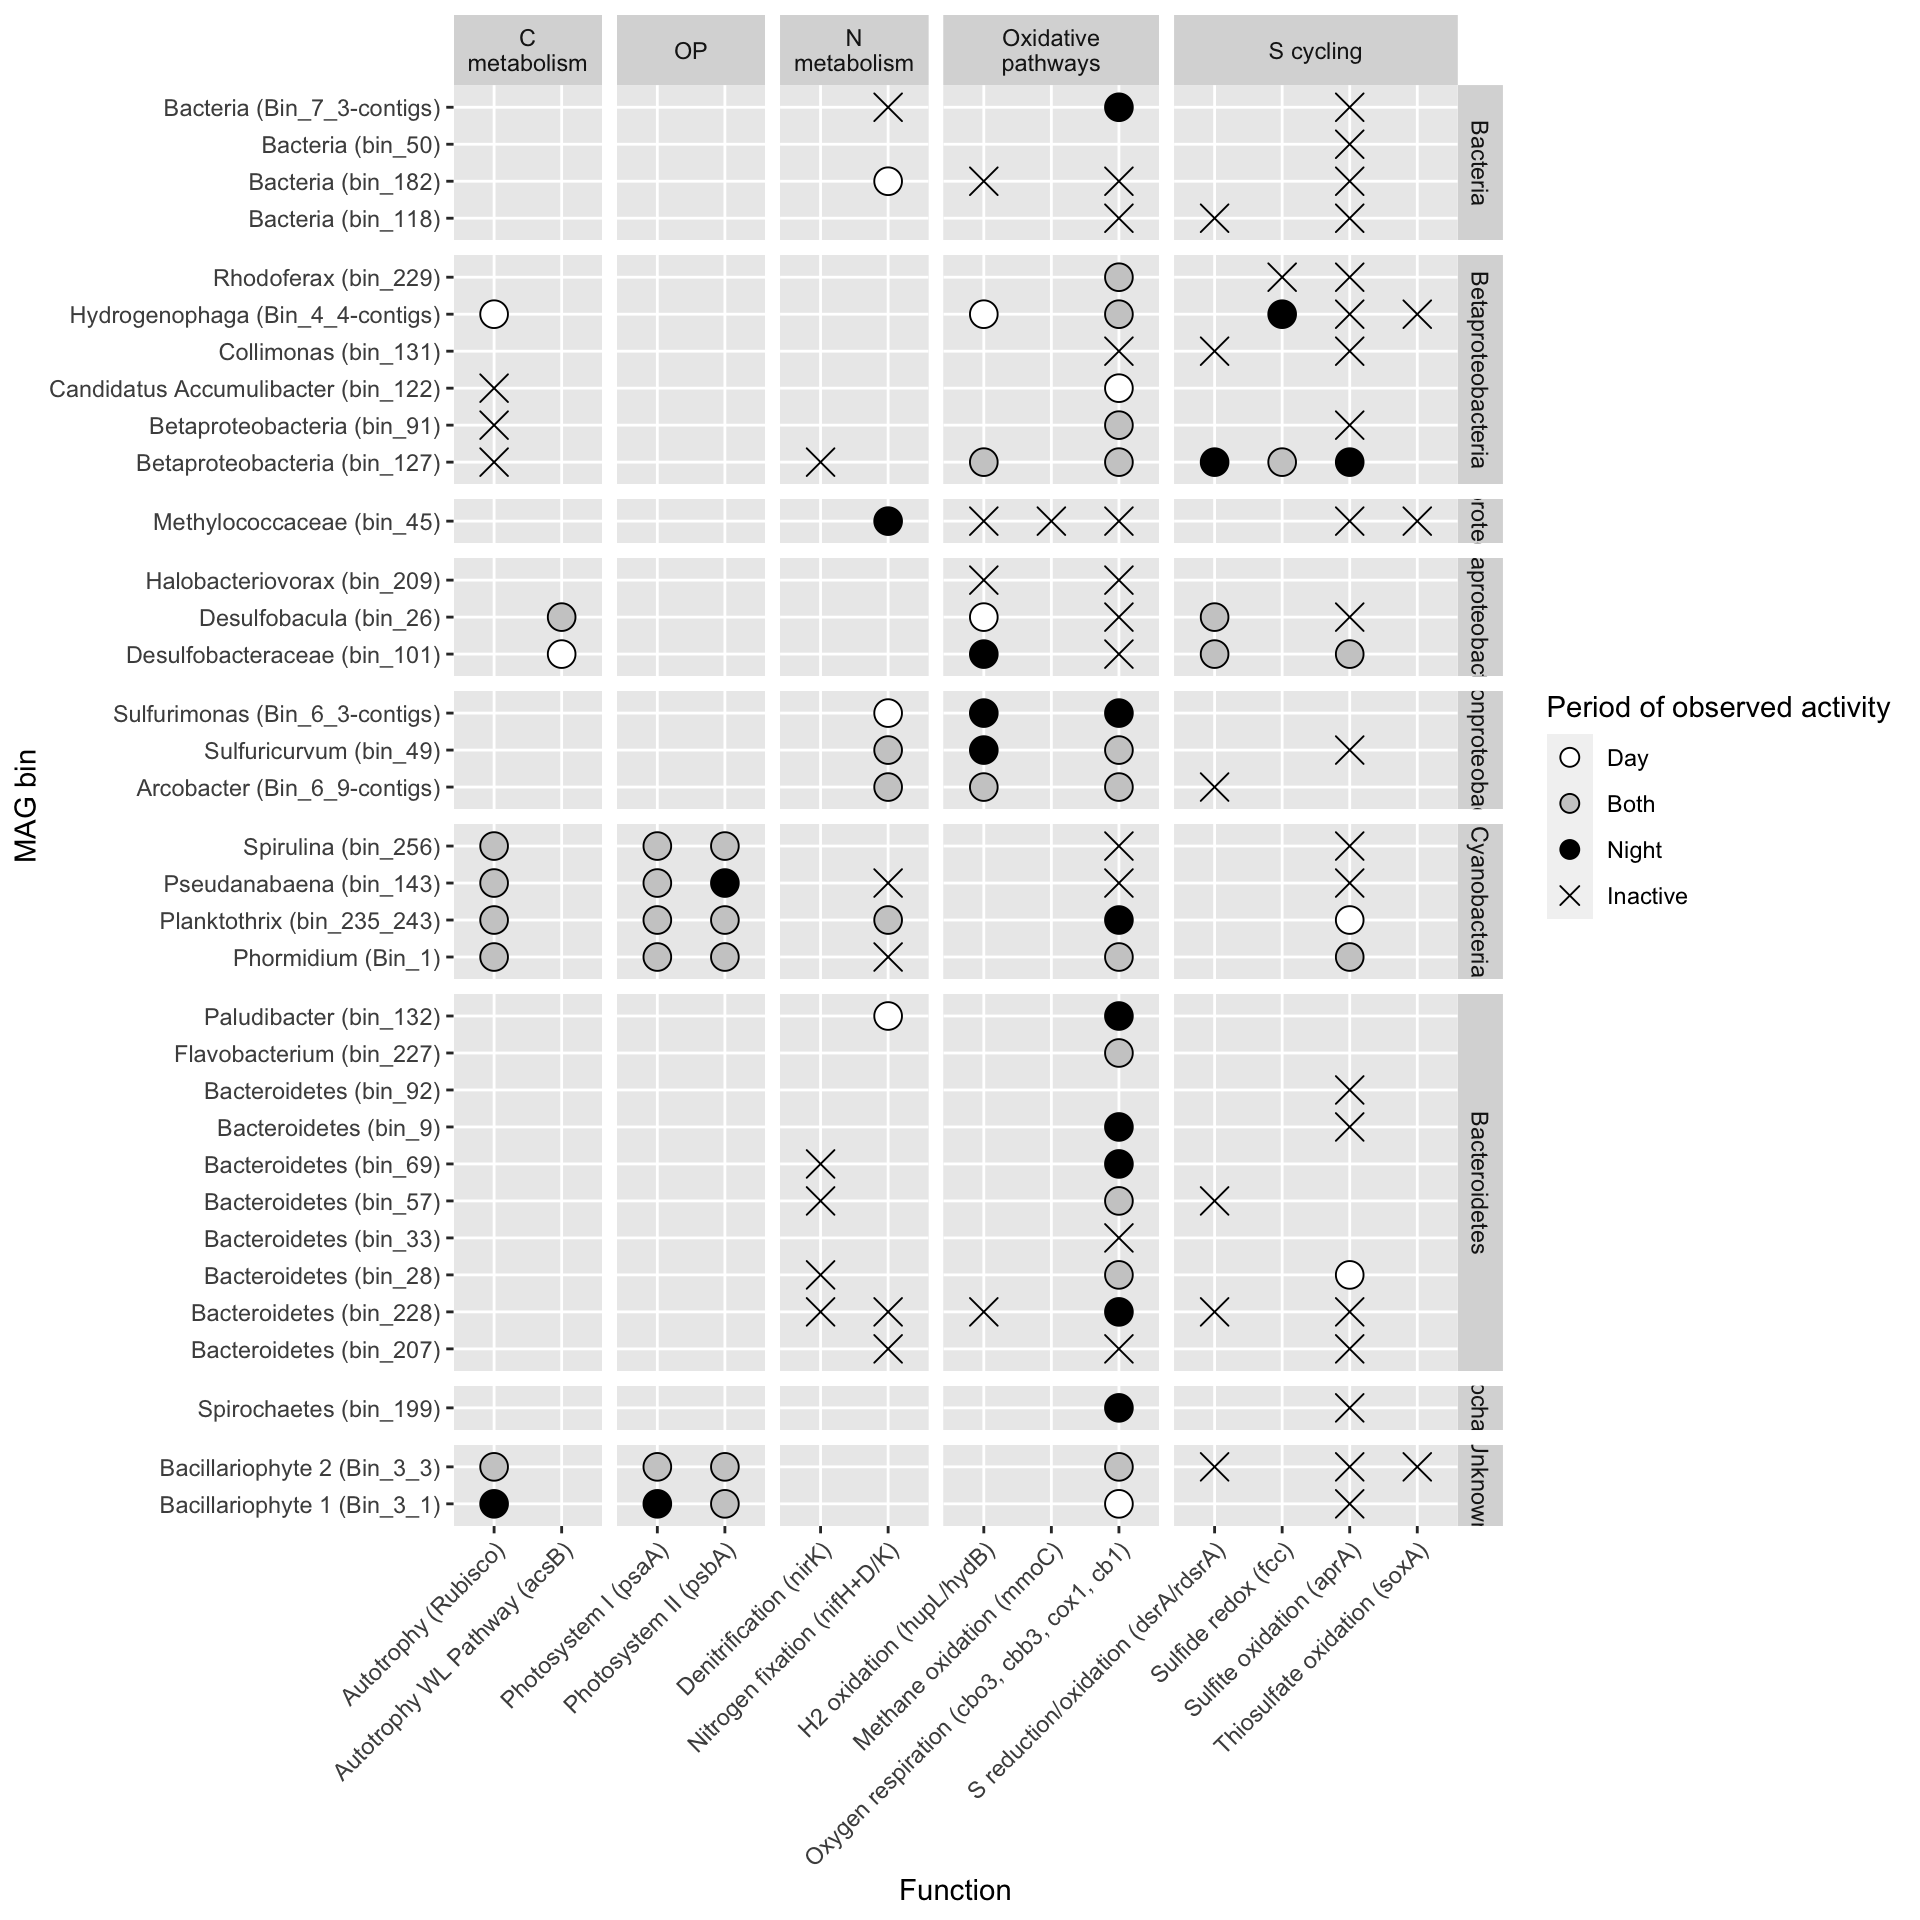 C
metabolism
OP
N
metabolism
Oxidative
pathways
S cycling
Bacteria (Bin_7_3-contigs)
Bacteria (bin_50)
Bacteria (bin_182)
Bacteria (bin_118)
Bacteria
Rhodoferax (bin_229)
Hydrogenophaga (Bin_4_4-contigs)
Collimonas (bin_131)
Candidatus Accumulibacter (bin_122)
Betaproteobacteria (bin_91)
Betaproteobacteria (bin_127)
Betaproteobacteria
Methylococcaceae (bin_45)
rote
Halobacteriovorax (bin_209)
Desulfobacula (bin_26)
Desulfobacteraceae (bin_101)
aproteobac
Sulfurimonas (Bin_6_3-contigs)
Sulfuricurvum (bin_49)
Arcobacter (Bin_6_9-contigs)
onproteoba
Spirulina (bin_256)
Pseudanabaena (bin_143)
Planktothrix (bin_235_243)
Phormidium (Bin_1)
Cyanobacteria
Paludibacter (bin_132)
Flavobacterium (bin_227)
Bacteroidetes (bin_92)
Bacteroidetes (bin_9)
Bacteroidetes (bin_69)
Bacteroidetes (bin_57)
Bacteroidetes (bin_33)
Bacteroidetes (bin_28)
Bacteroidetes (bin_228)
Bacteroidetes (bin_207)
Bacteroidetes
Spirochaetes (bin_199)
ocha
Bacillariophyte 2 (Bin_3_3)
Bacillariophyte 1 (Bin_3_1)
Unknown
MAG bin
Autotrophy (Rubisco)
Autotrophy WL Pathway (acsB)
Photosystem I (psaA)
Photosystem II (psbA)
Denitrification (nirK)
Nitrogen fixation (nifH+D/K)
H2 oxidation (hupL/hydB)
Methane oxidation (mmoC)
Oxygen respiration (cbo3, cbb3, cox1, cb1)
S reduction/oxidation (dsrA/rdsrA)
Sulfide redox (fcc)
Sulfite oxidation (aprA)
Thiosulfate oxidation (soxA)
Function
Period of observed activity
Day
Both
Night
Inactive